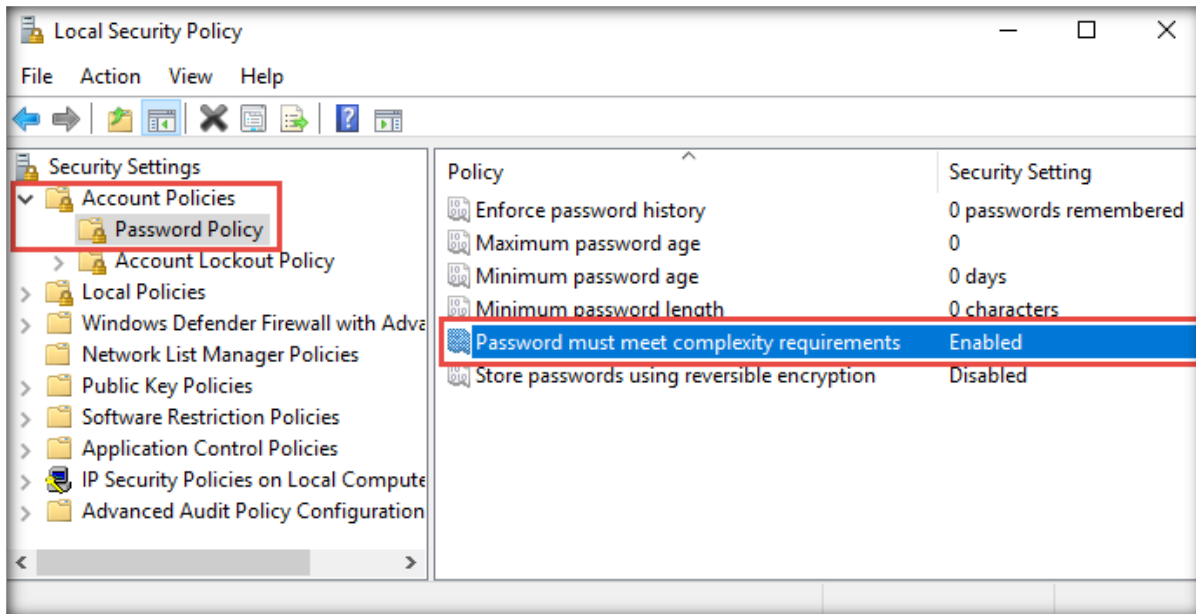 Local Security Policy
File Action View Help
Security Settings
Account Policies
Password Policy
Account Lockout Policy
Local Policies
Windows Defender Firewall with Adva
Network List Manager Policies
Public Key Policies
Software Restriction Policies
Application Control Policies
IP Security Policies on Local Compute
Advanced Audit Policy Configuration
Policy Security Setting
Enforce password history 0 passwords remembered
Maximum password age 0
Minimum password age 0 days
Minimum password length 0 characters
Password must meet complexity requirements Enabled
Store passwords using reversible encryption Disabled